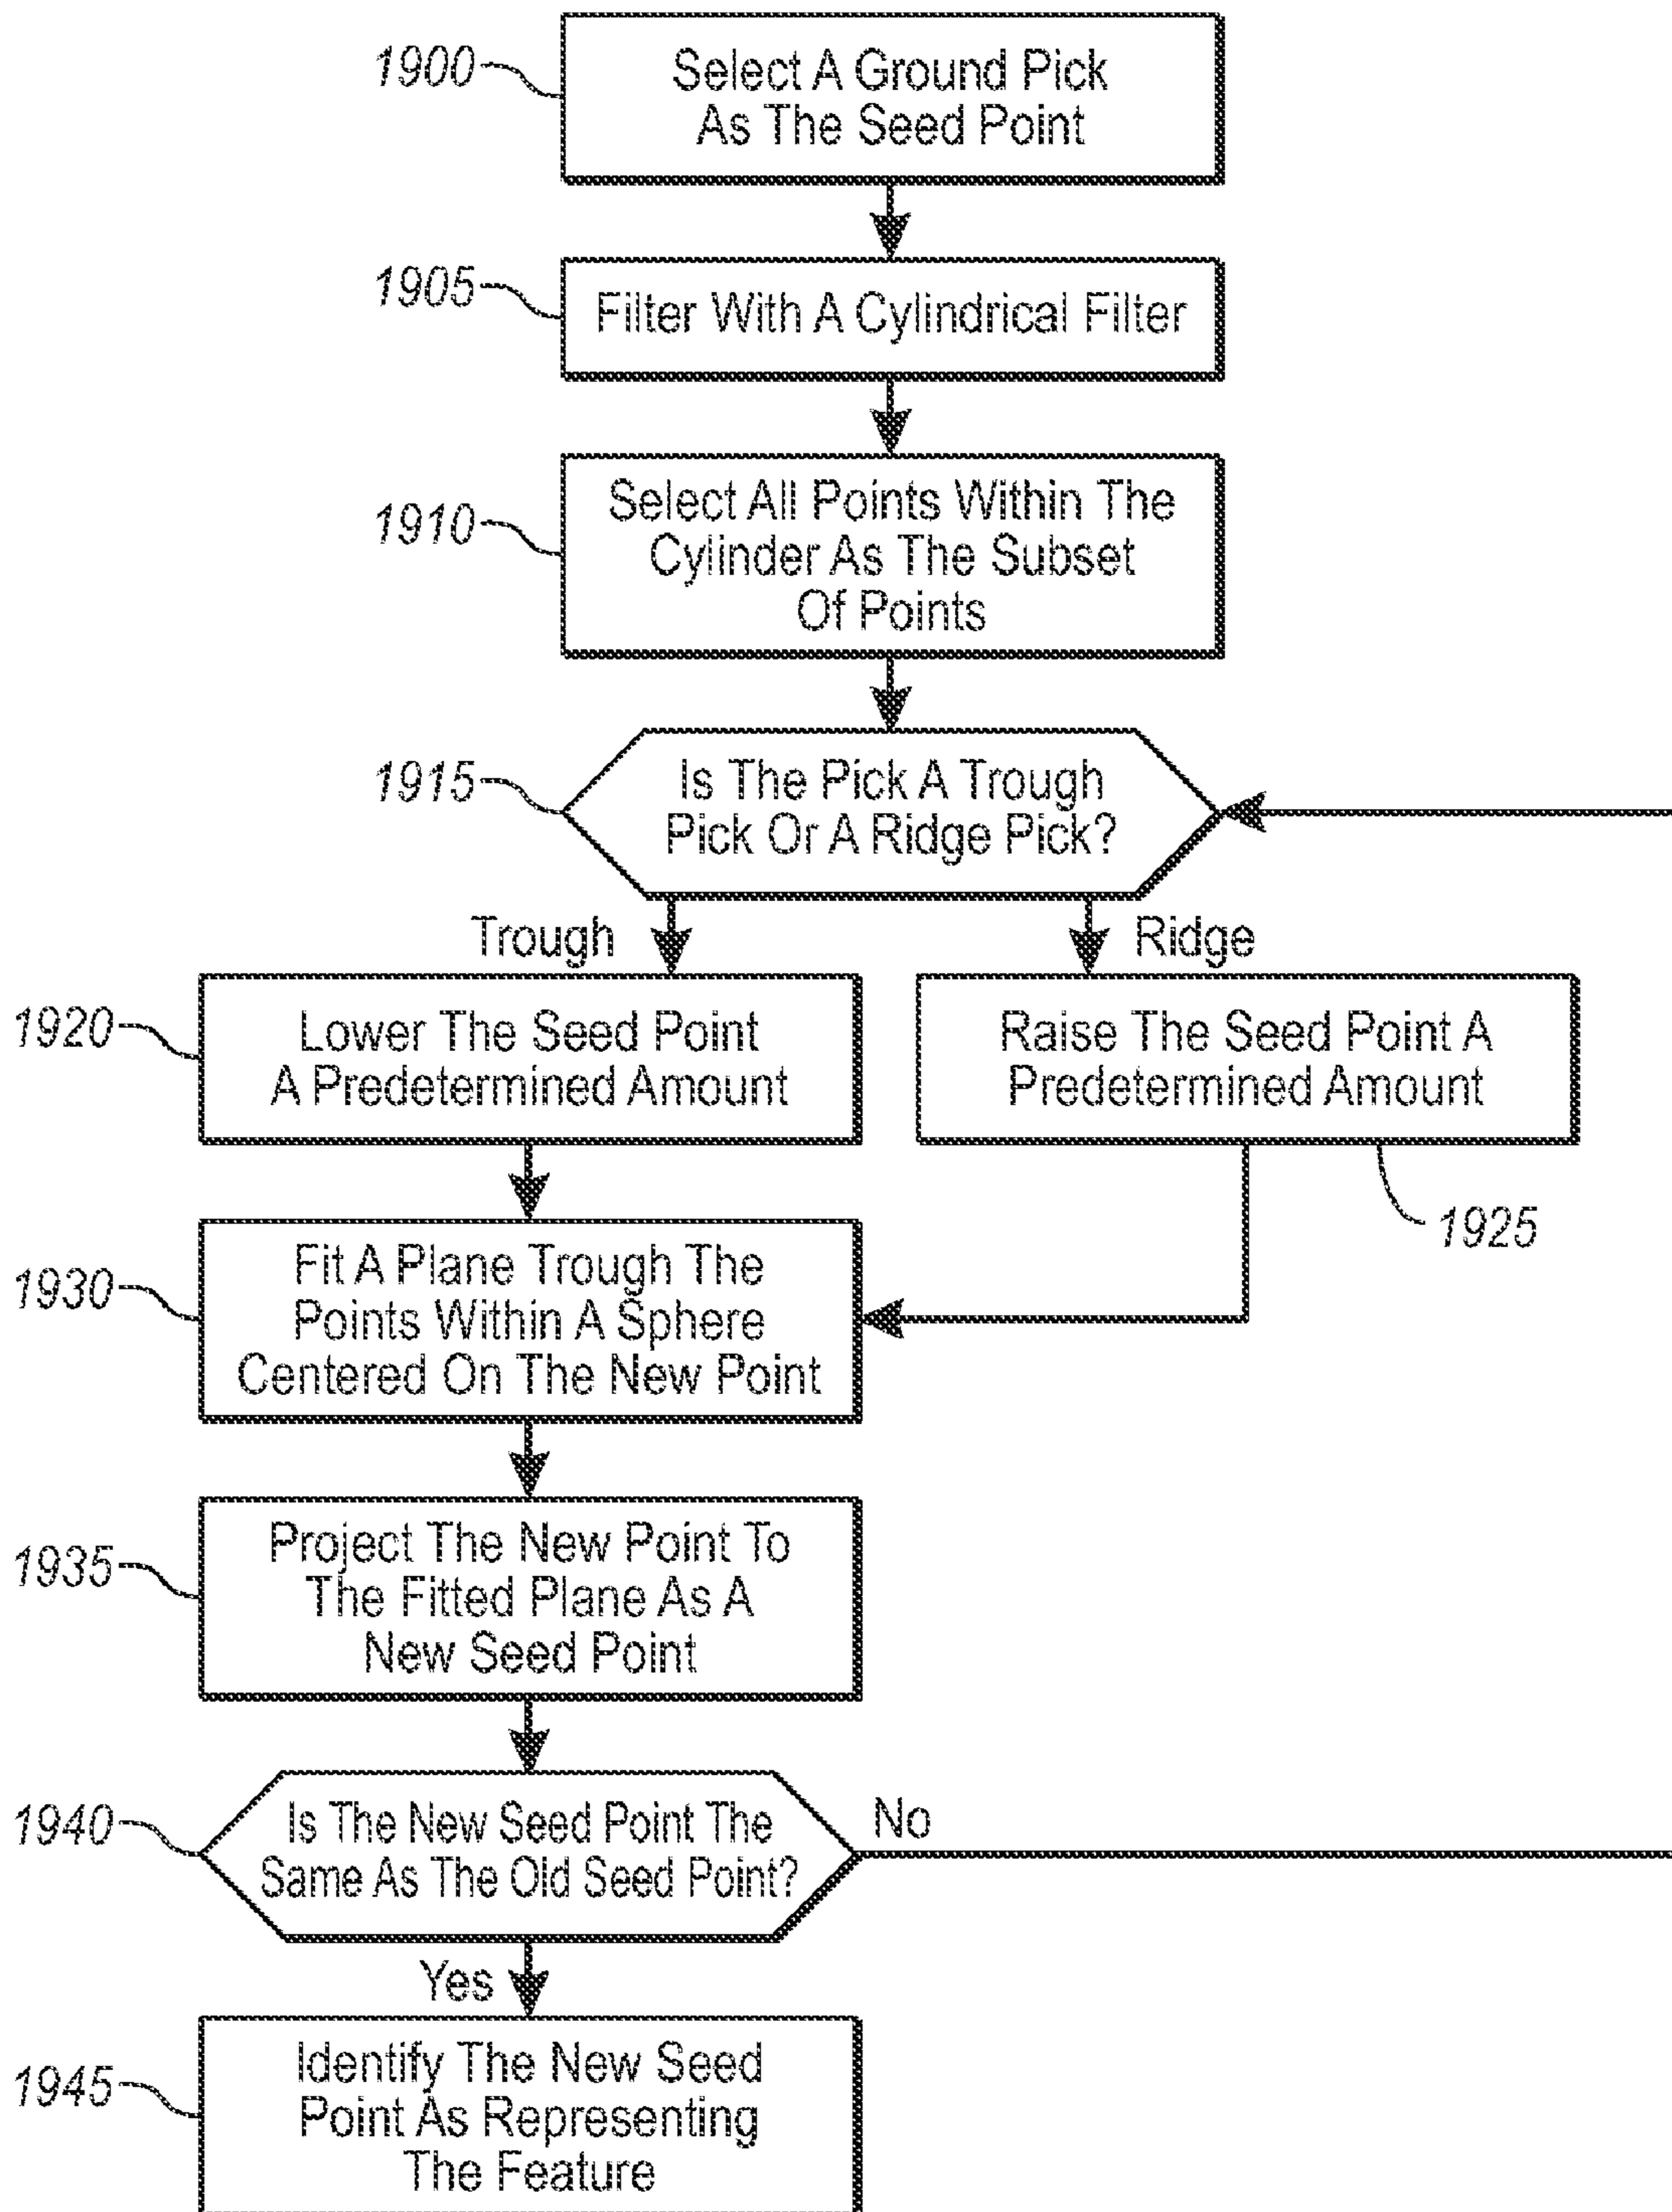 1900
Select A Ground Pick
As The Seed Point
1905
Filter With A Cylindrical Filter
1910
Select All Points Within The
Cylinder As The Subset
Of Points
1915
Is The Pick A Trough
Pick Or A Ridge Pick?
Trough
Ridge
1920
Lower The Seed Point
A Predetermined Amount
Raise The Seed Point A
Predetermined Amount
1925
1930
Fit A Plane Trough The
Points Within A Sphere
Centered On The New Point
1935
Project The New Point To
The Fitted Plane As A
New Seed Point
1940
Is The New Seed Point The
Same As The Old Seed Point?
No
Yes
1945
Identify The New Seed
Point As Representing
The Feature